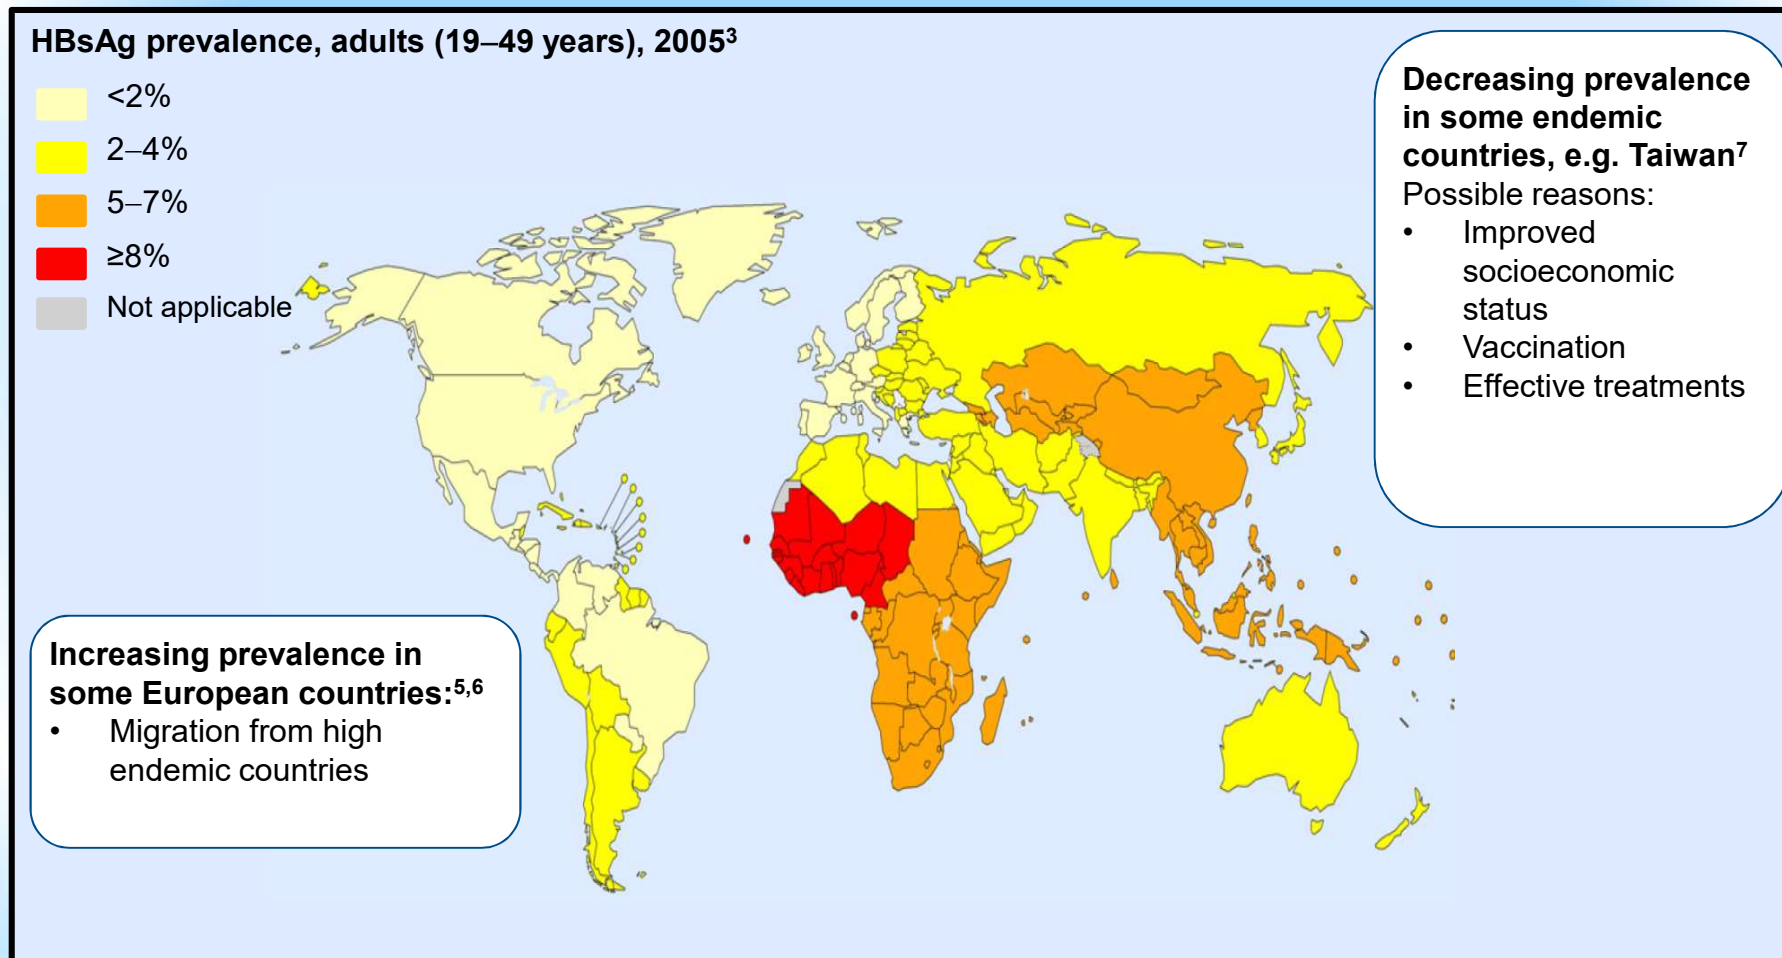 HBsAg prevalence, adults (19–49 years), 2005³
<2%
2–4%
5–7%
≥8%
Not applicable
Decreasing prevalence
in some endemic
countries, e.g. Taiwan⁷
Possible reasons:
• Improved
socioeconomic
status
• Vaccination
• Effective treatments
Increasing prevalence in
some European countries:⁵,⁶
• Migration from high
endemic countries